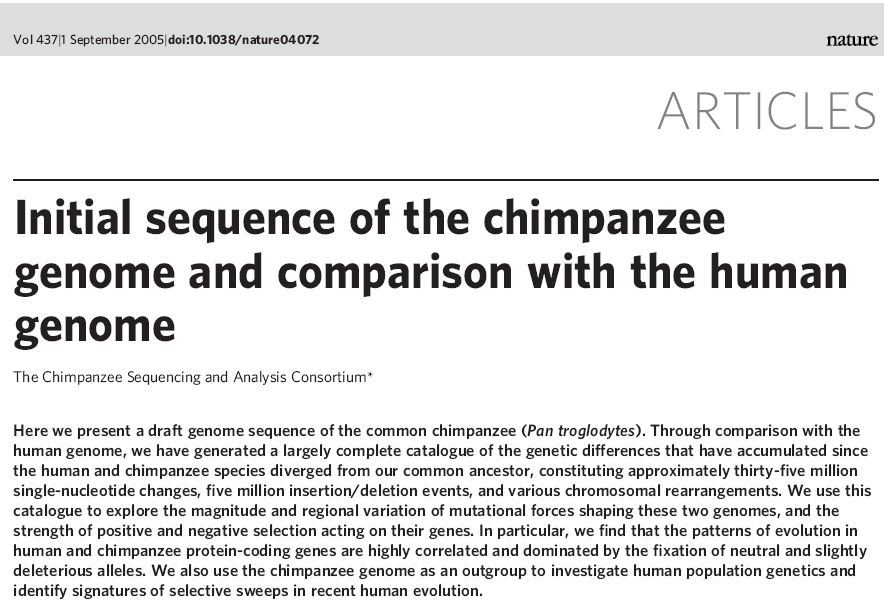 Vol 437|1 September 2005|doi:10.1038/nature04072
nature
ARTICLES
Initial sequence of the chimpanzee
genome and comparison with the human
genome
The Chimpanzee Sequencing and Analysis Consortium*
Here we present a draft genome sequence of the common chimpanzee (Pan troglodytes). Through comparison with the
human genome, we have generated a largely complete catalogue of the genetic differences that have accumulated since
the human and chimpanzee species diverged from our common ancestor, constituting approximately thirty-five million
single-nucleotide changes, five million insertion/deletion events, and various chromosomal rearrangements. We use this
catalogue to explore the magnitude and regional variation of mutational forces shaping these two genomes, and the
strength of positive and negative selection acting on their genes. In particular, we find that the patterns of evolution in
human and chimpanzee protein-coding genes are highly correlated and dominated by the fixation of neutral and slightly
deleterious alleles. We also use the chimpanzee genome as an outgroup to investigate human population genetics and
identify signatures of selective sweeps in recent human evolution.